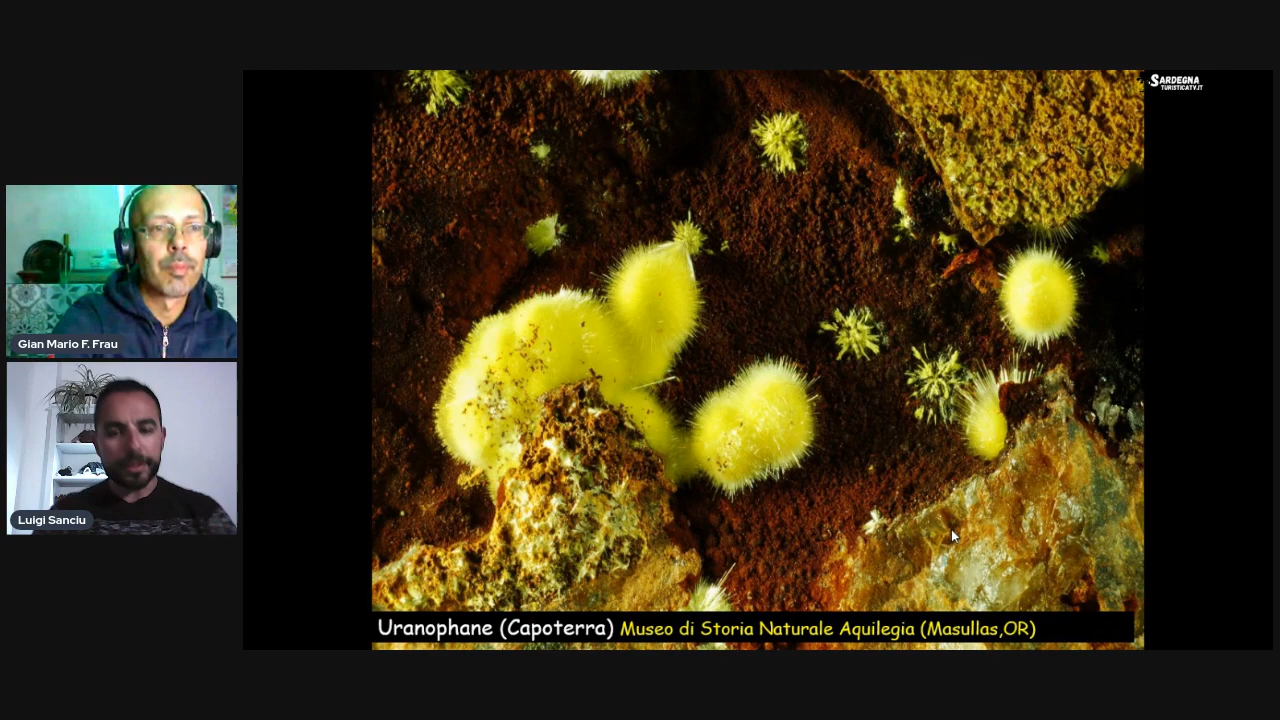 SARDEGNA
TURISTICATV.IT
Gian Mario F. Frau
Luigi Sanciu
Uranophane (Capoterra) Museo di Storia Naturale Aquilegia (Masullas,OR)